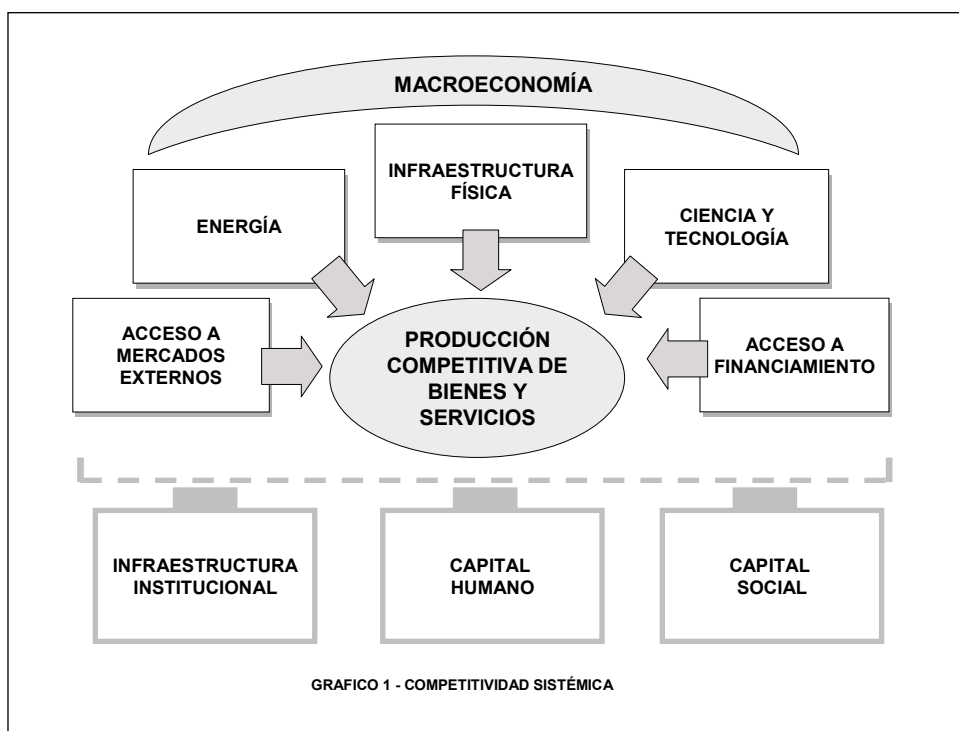 MACROECONOMÍA
INFRAESTRUCTURA
FÍSICA
ENERGÍA
CIENCIA Y
TECNOLOGÍA
ACCESO A
MERCADOS
EXTERNOS
PRODUCCIÓN
COMPETITIVA DE
BIENES Y
SERVICIOS
ACCESO A
FINANCIAMIENTO
INFRAESTRUCTURA
INSTITUCIONAL
CAPITAL
HUMANO
CAPITAL
SOCIAL
GRAFICO 1 - COMPETITIVIDAD SISTÉMICA